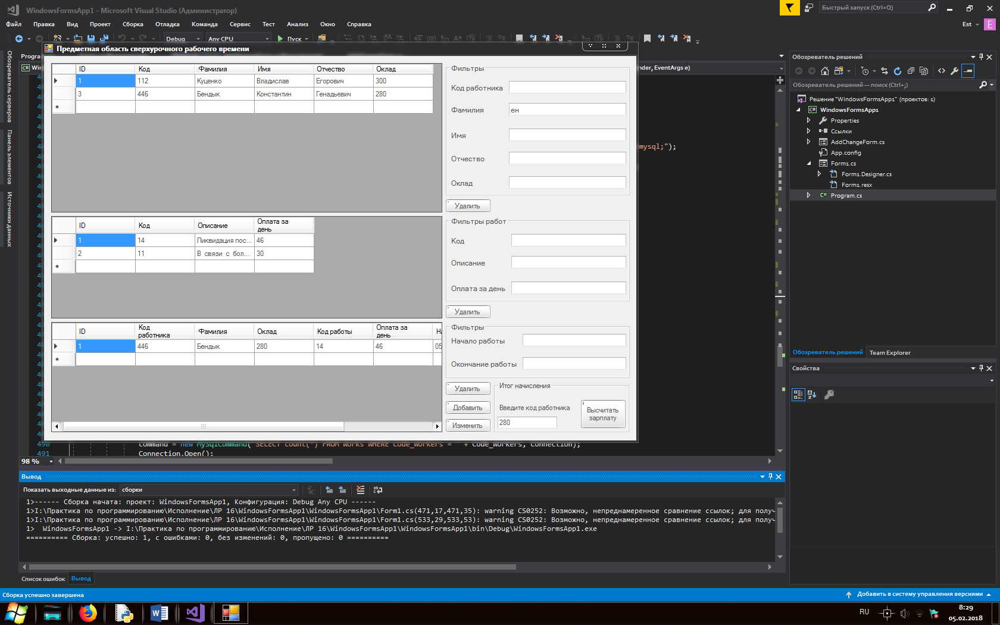 WindowsFormsApp1 - Microsoft Visual Studio (Администратор)
Быстрый запуск (Ctrl+Q)
Файл Правка Вид Проект Сборка Отладка Команда Сервис Тест Анализ Окно Справка
Est E
Debug Any CPU Пуск
Обозреватель серверов
Панель элементов
Источники данных
Предметная область сверхурочного рабочего времени
ID Код Фамилия Имя Отчество Оклад
1 112 Куценко Владислав Егорович 300
3 446 Бендык Константин Генадьевич 280
*
Фильтры
Код работника
Фамилия ен
Имя
Отчество
Оклад
Удалить
ID Код Описание Оплата за
день
1 14 Ликвидация пос... 46
2 11 В связи с бол... 30
*
Фильтры работ
Код
Описание
Оплата за день
Удалить
ID Код
работника Фамилия Оклад Код работы Оплата за
день
1 446 Бендык 280 14 46 05
*
Фильтры
Начало работы
Окончание работы
Удалить
Добавить
Изменить
Итог начисления
Введите код работника
280
Высчитать
зарплату
nder, EventArgs e)
mysql;");
490 command = new MySqlCommand("SELECT count(*) FROM Works WHERE Code_Workers = " + Code_Workers, Connection);
491 Connection.Open();
98 %
Вывод
Показать выходные данные из: сборки
1>------ Сборка начата: проект: WindowsFormsApp1, Конфигурация: Debug Any CPU ------
1>I:\Практика по программированию\Исполнение\ЛР 16\WindowsFormsApp1\WindowsFormsApp1\Form1.cs(471,17,471,35): warning CS0252: Возможно, непреднамеренное сравнение ссылок; для получ
1>I:\Практика по программированию\Исполнение\ЛР 16\WindowsFormsApp1\WindowsFormsApp1\Form1.cs(533,29,533,53): warning CS0252: Возможно, непреднамеренное сравнение ссылок; для получ
1> WindowsFormsApp1 -> I:\Практика по программированию\Исполнение\ЛР 16\WindowsFormsApp1\WindowsFormsApp1\bin\Debug\WindowsFormsApp1.exe
========== Сборка: успешно: 1, с ошибками: 0, без изменений: 0, пропущено: 0 ==========
Список ошибок Вывод
Обозреватель решений
Обозреватель решений — поиск (Ctrl+;)
Решение "WindowsFormsApp1" (проектов: 1)
C# WindowsFormsApp1
Properties
Ссылки
AddChangeForm.cs
App.config
Form1.cs
Form1.Designer.cs
Form1.resx
C# Program.cs
Обозреватель решений Team Explorer
Свойства
Сборка успешно завершена
Добавить в систему управления версиями
RU
8:29
05.02.2018